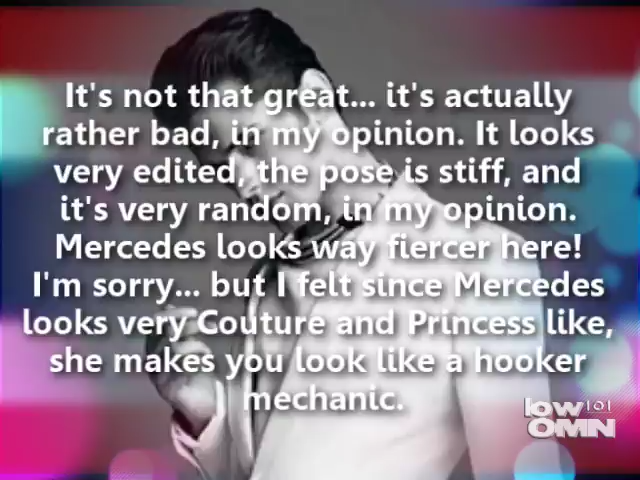 It's not that great... it's actually
rather bad, in my opinion. It looks
very edited, the pose is stiff, and
it's very random, in my opinion.
Mercedes looks way fiercer here!
I'm sorry... but I felt since Mercedes
looks very Couture and Princess like,
she makes you look like a hooker
mechanic.
low101
OMN